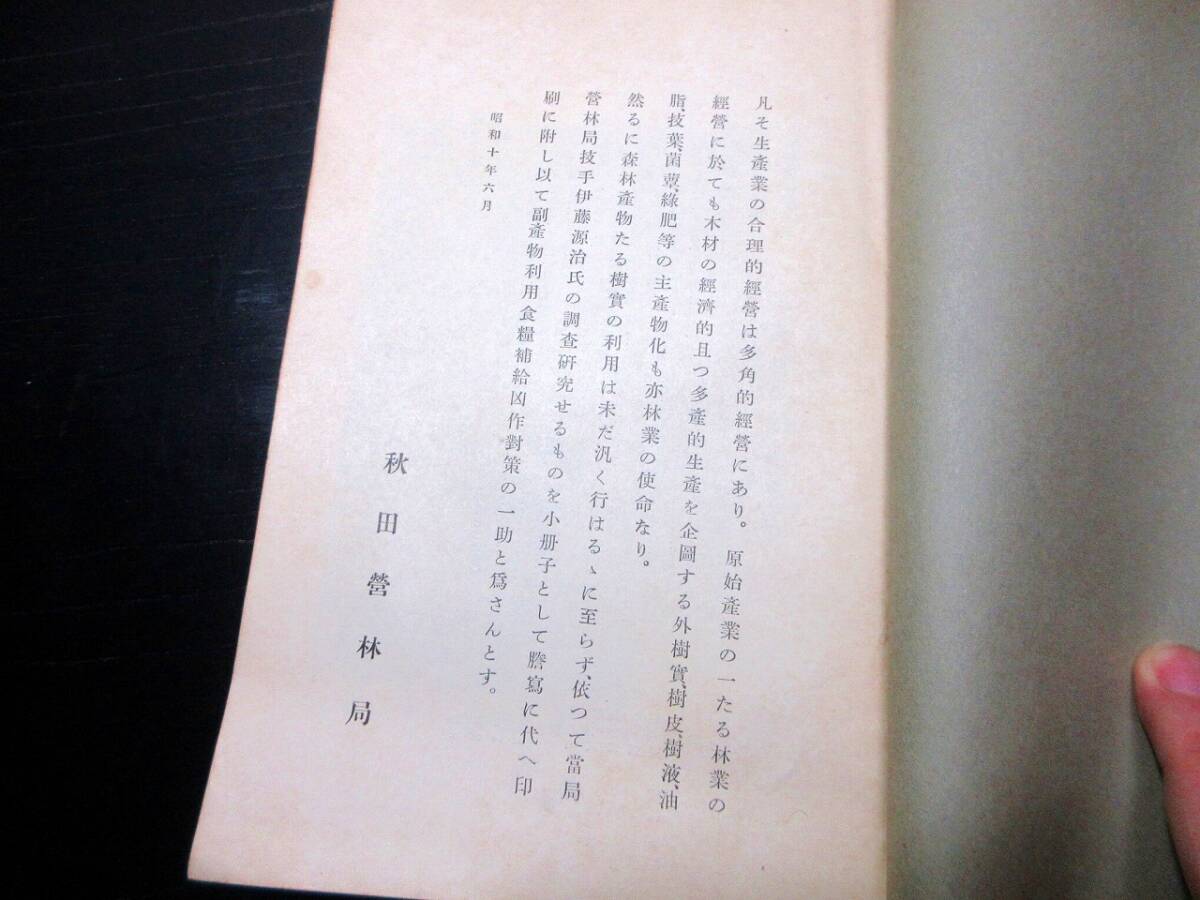 凡そ生產業の合理的經營は多角的經營にあり。 原始產業の一たる林業の
經營に於ても木材の經濟的且つ多產的生產を企圖する外樹實、樹皮、樹液、油
脂、技葉、菌蕈、綠肥等の主產物化も亦林業の使命なり。
然るに森林產物たる樹實の利用は未だ汎く行はるゝに至らず、依つて當局
營林局技手伊藤源治氏の調查硏究せるものを小册子として謄寫に代へ印
刷に附し以て副產物利用食糧補給凶作對策の一助と爲さんとす。
昭和十年六月
秋田營林局